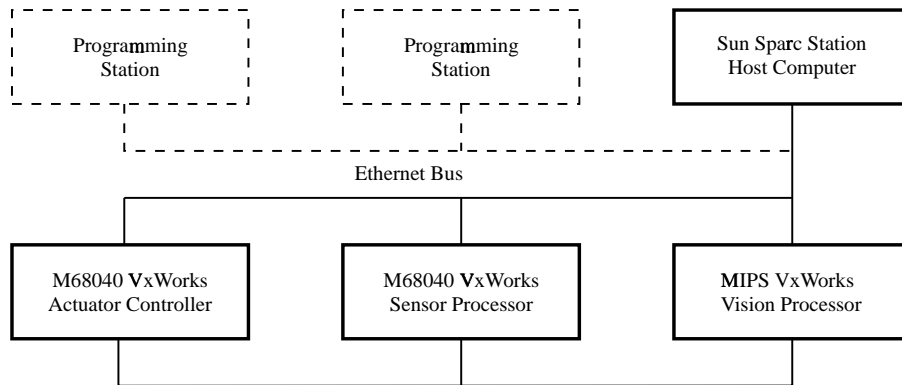 Programming
Station
Programming
Station
Sun Sparc Station
Host Computer
Ethernet Bus
M68040 VxWorks
Actuator Controller
M68040 VxWorks
Sensor Processor
MIPS VxWorks
Vision Processor